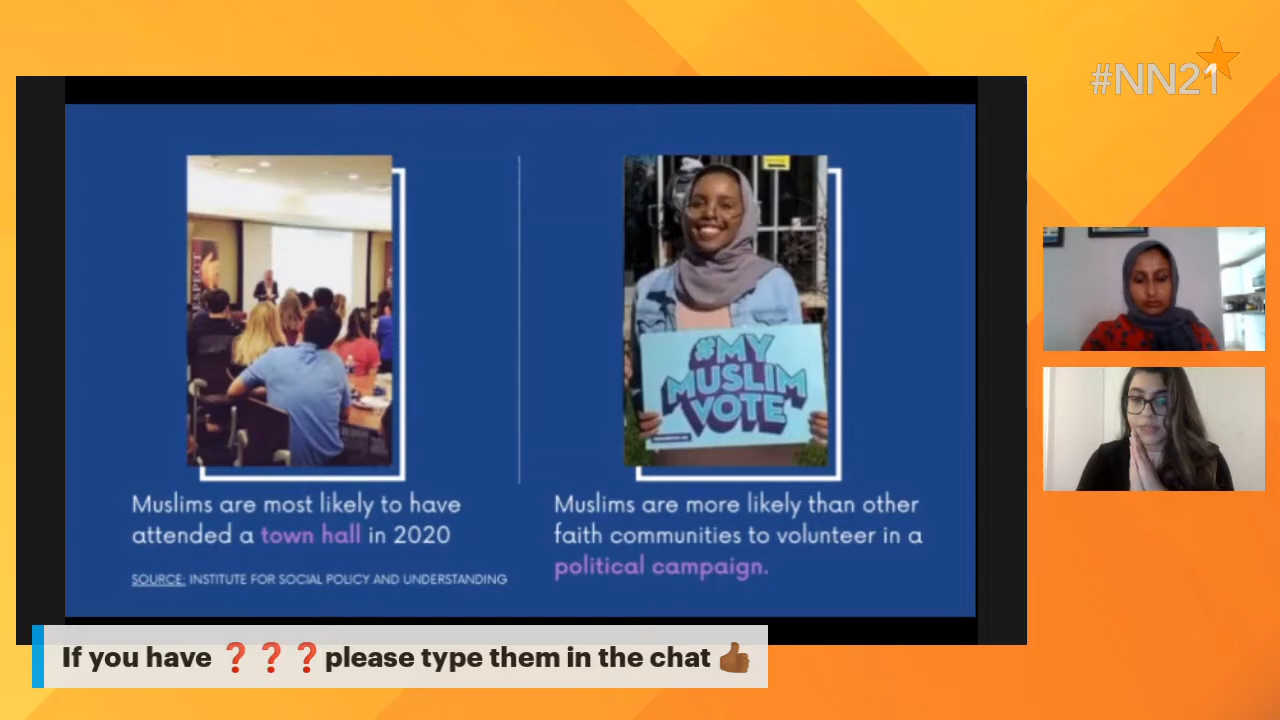 #NN21
RESPECT
#MY
MUSLIM
VOTE
Muslims are most likely to have
attended a town hall in 2020
SOURCE: INSTITUTE FOR SOCIAL POLICY AND UNDERSTANDING
Muslims are more likely than other
faith communities to volunteer in a
political campaign.
If you have ❓❓❓please type them in the chat 👍🏾